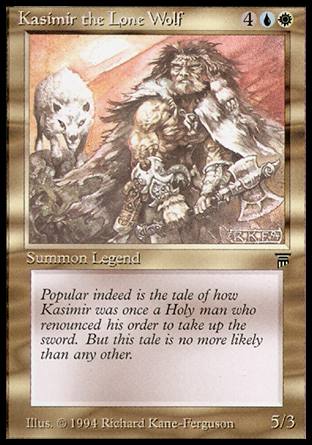 Kasimir the Lone Wolf 4
Summon Legend
Popular indeed is the tale of how
Kasimir was once a Holy man who
renounced his order to take up the
sword. But this tale is no more likely
than any other.
Illus. © 1994 Richard Kane-Ferguson 5/3